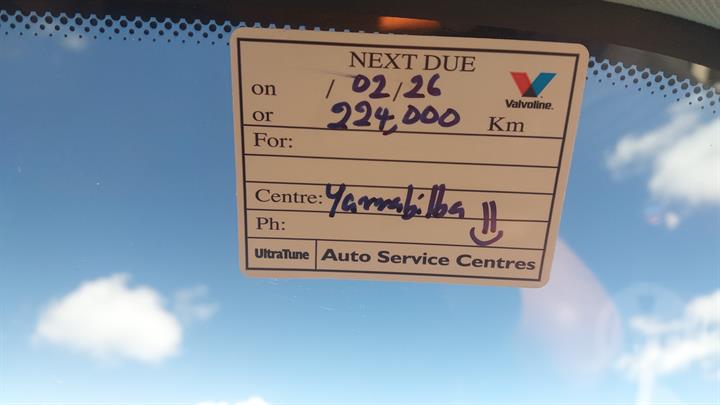 NEXT DUE
on / 02/26
Valvoline.
or 224,000 Km
For:
Centre: Yarrabilba
Ph:
UltraTune Auto Service Centres